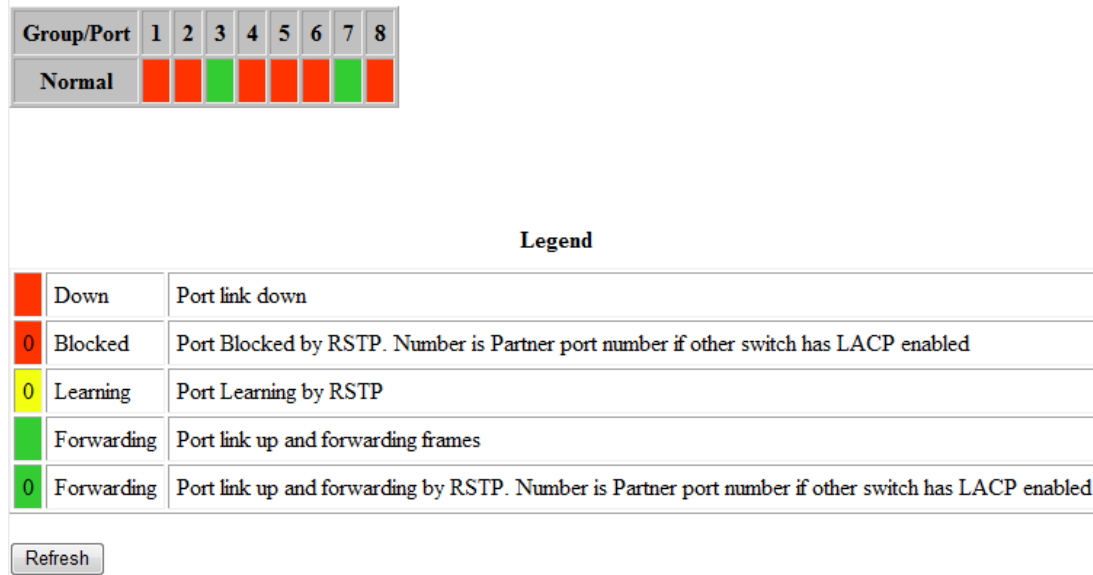 Group/Port 1 2 3 4 5 6 7 8
Normal
Legend
Down Port link down
0 Blocked Port Blocked by RSTP. Number is Partner port number if other switch has LACP enabled
0 Learning Port Learning by RSTP
Forwarding Port link up and forwarding frames
0 Forwarding Port link up and forwarding by RSTP. Number is Partner port number if other switch has LACP enabled
Refresh